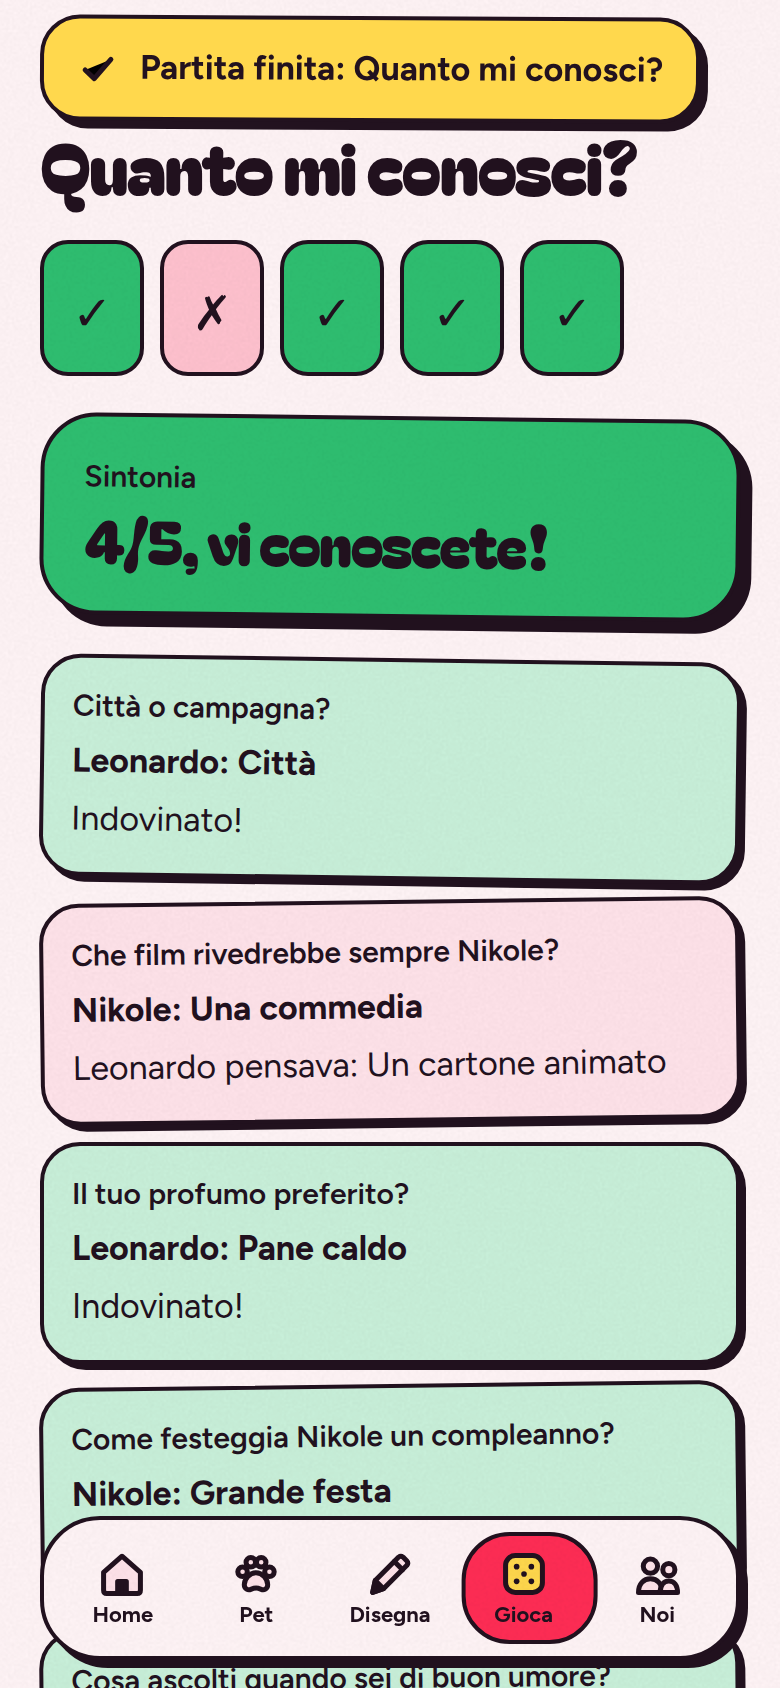 Partita finita: Quanto mi conosci?
Quanto mi conosci?
✓ ✗ ✓ ✓ ✓
Sintonia
4/5, vi conoscete!
Città o campagna?
Leonardo: Città
Indovinato!
Che film rivedrebbe sempre Nikole?
Nikole: Una commedia
Leonardo pensava: Un cartone animato
Il tuo profumo preferito?
Leonardo: Pane caldo
Indovinato!
Come festeggia Nikole un compleanno?
Nikole: Grande festa
Home Pet Disegna Gioca Noi
Cosa ascolti quando sei di buon umore?